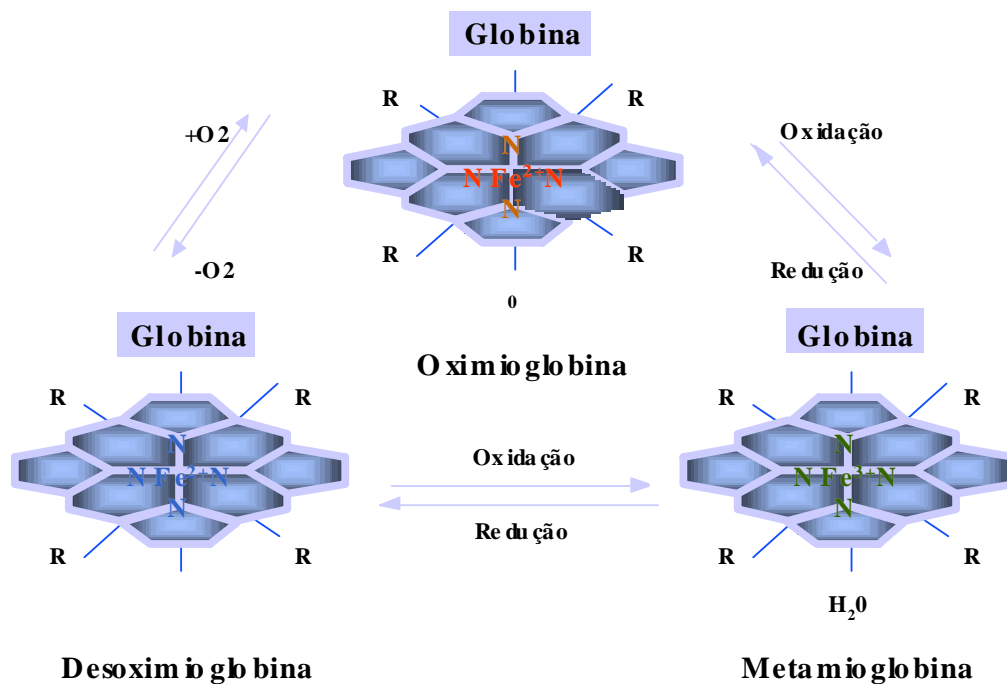 Globina
R R
+O2
Oxidação
N
N Fe²⁺ N
N
R R
-O2
Redução
0
Globina
Globina
Oximioglobina
R R
R R
N
N Fe²⁺ N
N
Oxidação
Redução
N
N Fe³⁺ N
N
R R
R R
H₂0
Desoximioglobina
Metamioglobina